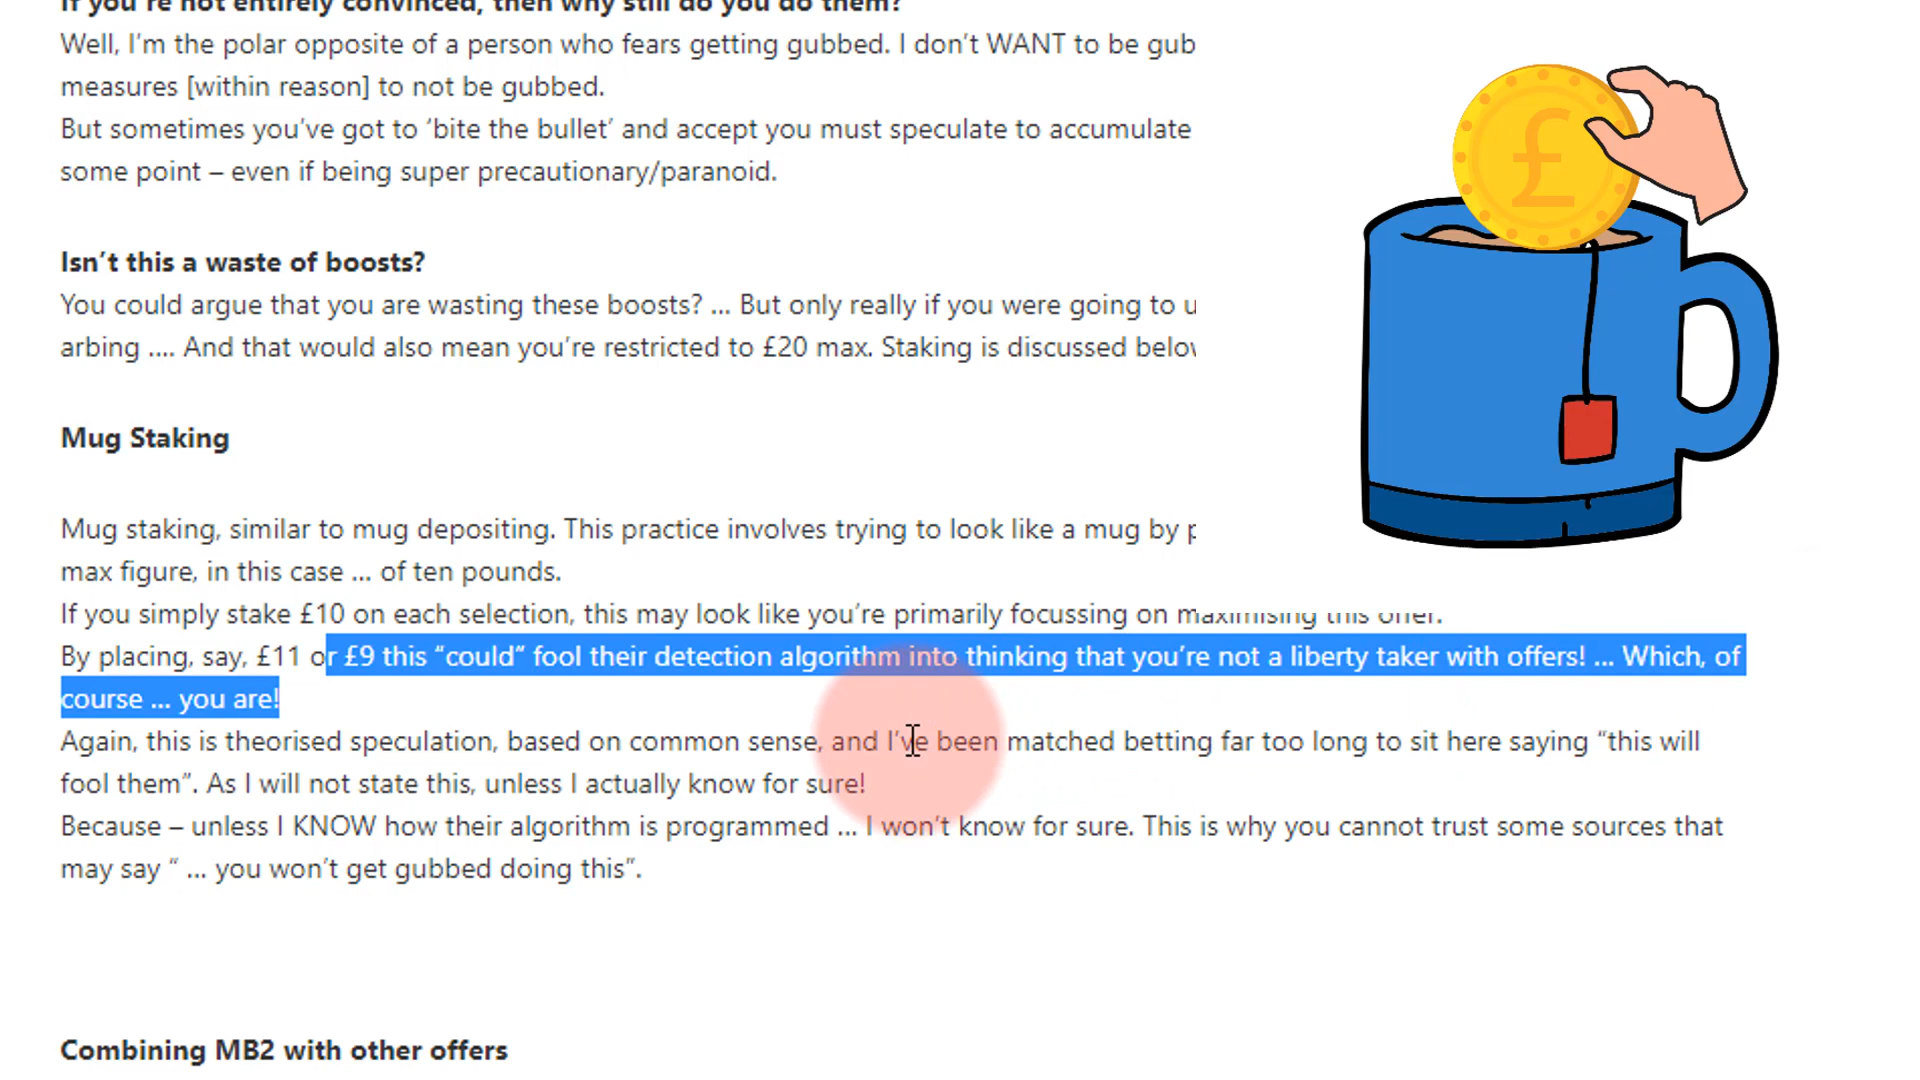 If you're not entirely convinced, then why still do you do them?
Well, I'm the polar opposite of a person who fears getting gubbed. I don't WANT to be gub
measures [within reason] to not be gubbed.
But sometimes you've got to 'bite the bullet' and accept you must speculate to accumulate
some point – even if being super precautionary/paranoid.
Isn't this a waste of boosts?
You could argue that you are wasting these boosts? ... But only really if you were going to u
arbing .... And that would also mean you're restricted to £20 max. Staking is discussed below
Mug Staking
Mug staking, similar to mug depositing. This practice involves trying to look like a mug by p
max figure, in this case ... of ten pounds.
If you simply stake £10 on each selection, this may look like you're primarily focussing on maximising this offer.
By placing, say, £11 or £9 this "could" fool their detection algorithm into thinking that you're not a liberty taker with offers! ... Which, of
course ... you are!
Again, this is theorised speculation, based on common sense, and I've been matched betting far too long to sit here saying "this will
fool them". As I will not state this, unless I actually know for sure!
Because – unless I KNOW how their algorithm is programmed ... I won't know for sure. This is why you cannot trust some sources that
may say " ... you won't get gubbed doing this".
Combining MB2 with other offers
£